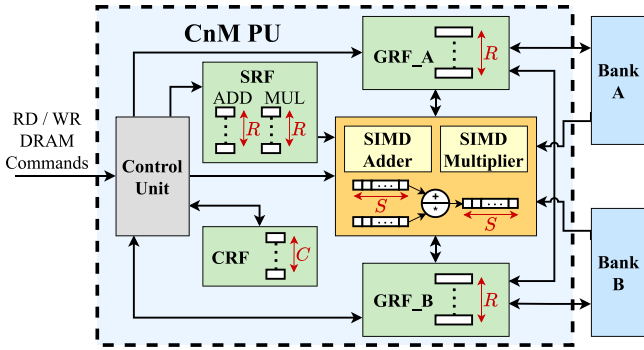 CnM PU
GRF_A
R
Bank
A
SRF
ADD MUL
R R
RD / WR
DRAM
Commands
Control
Unit
SIMD
Adder
SIMD
Multiplier
+
*
S
S
CRF
C
GRF_B
R
Bank
B